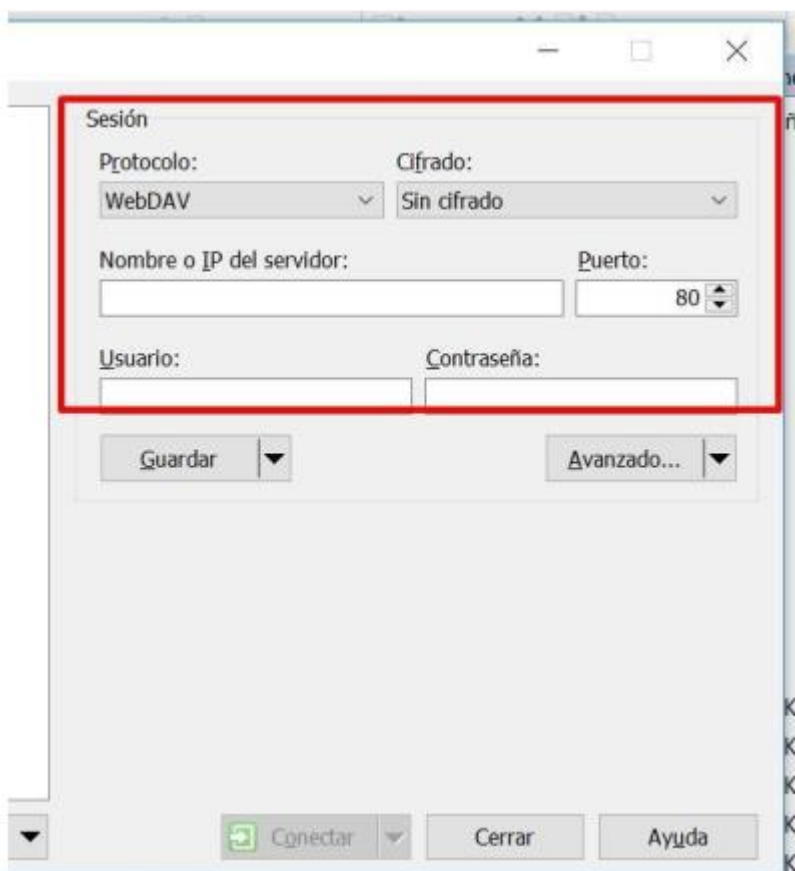 Sesión
Protocolo: Cifrado:
WebDAV Sin cifrado
Nombre o IP del servidor: Puerto:
80
Usuario: Contraseña:
Guardar Avanzado...
Conectar Cerrar Ayuda